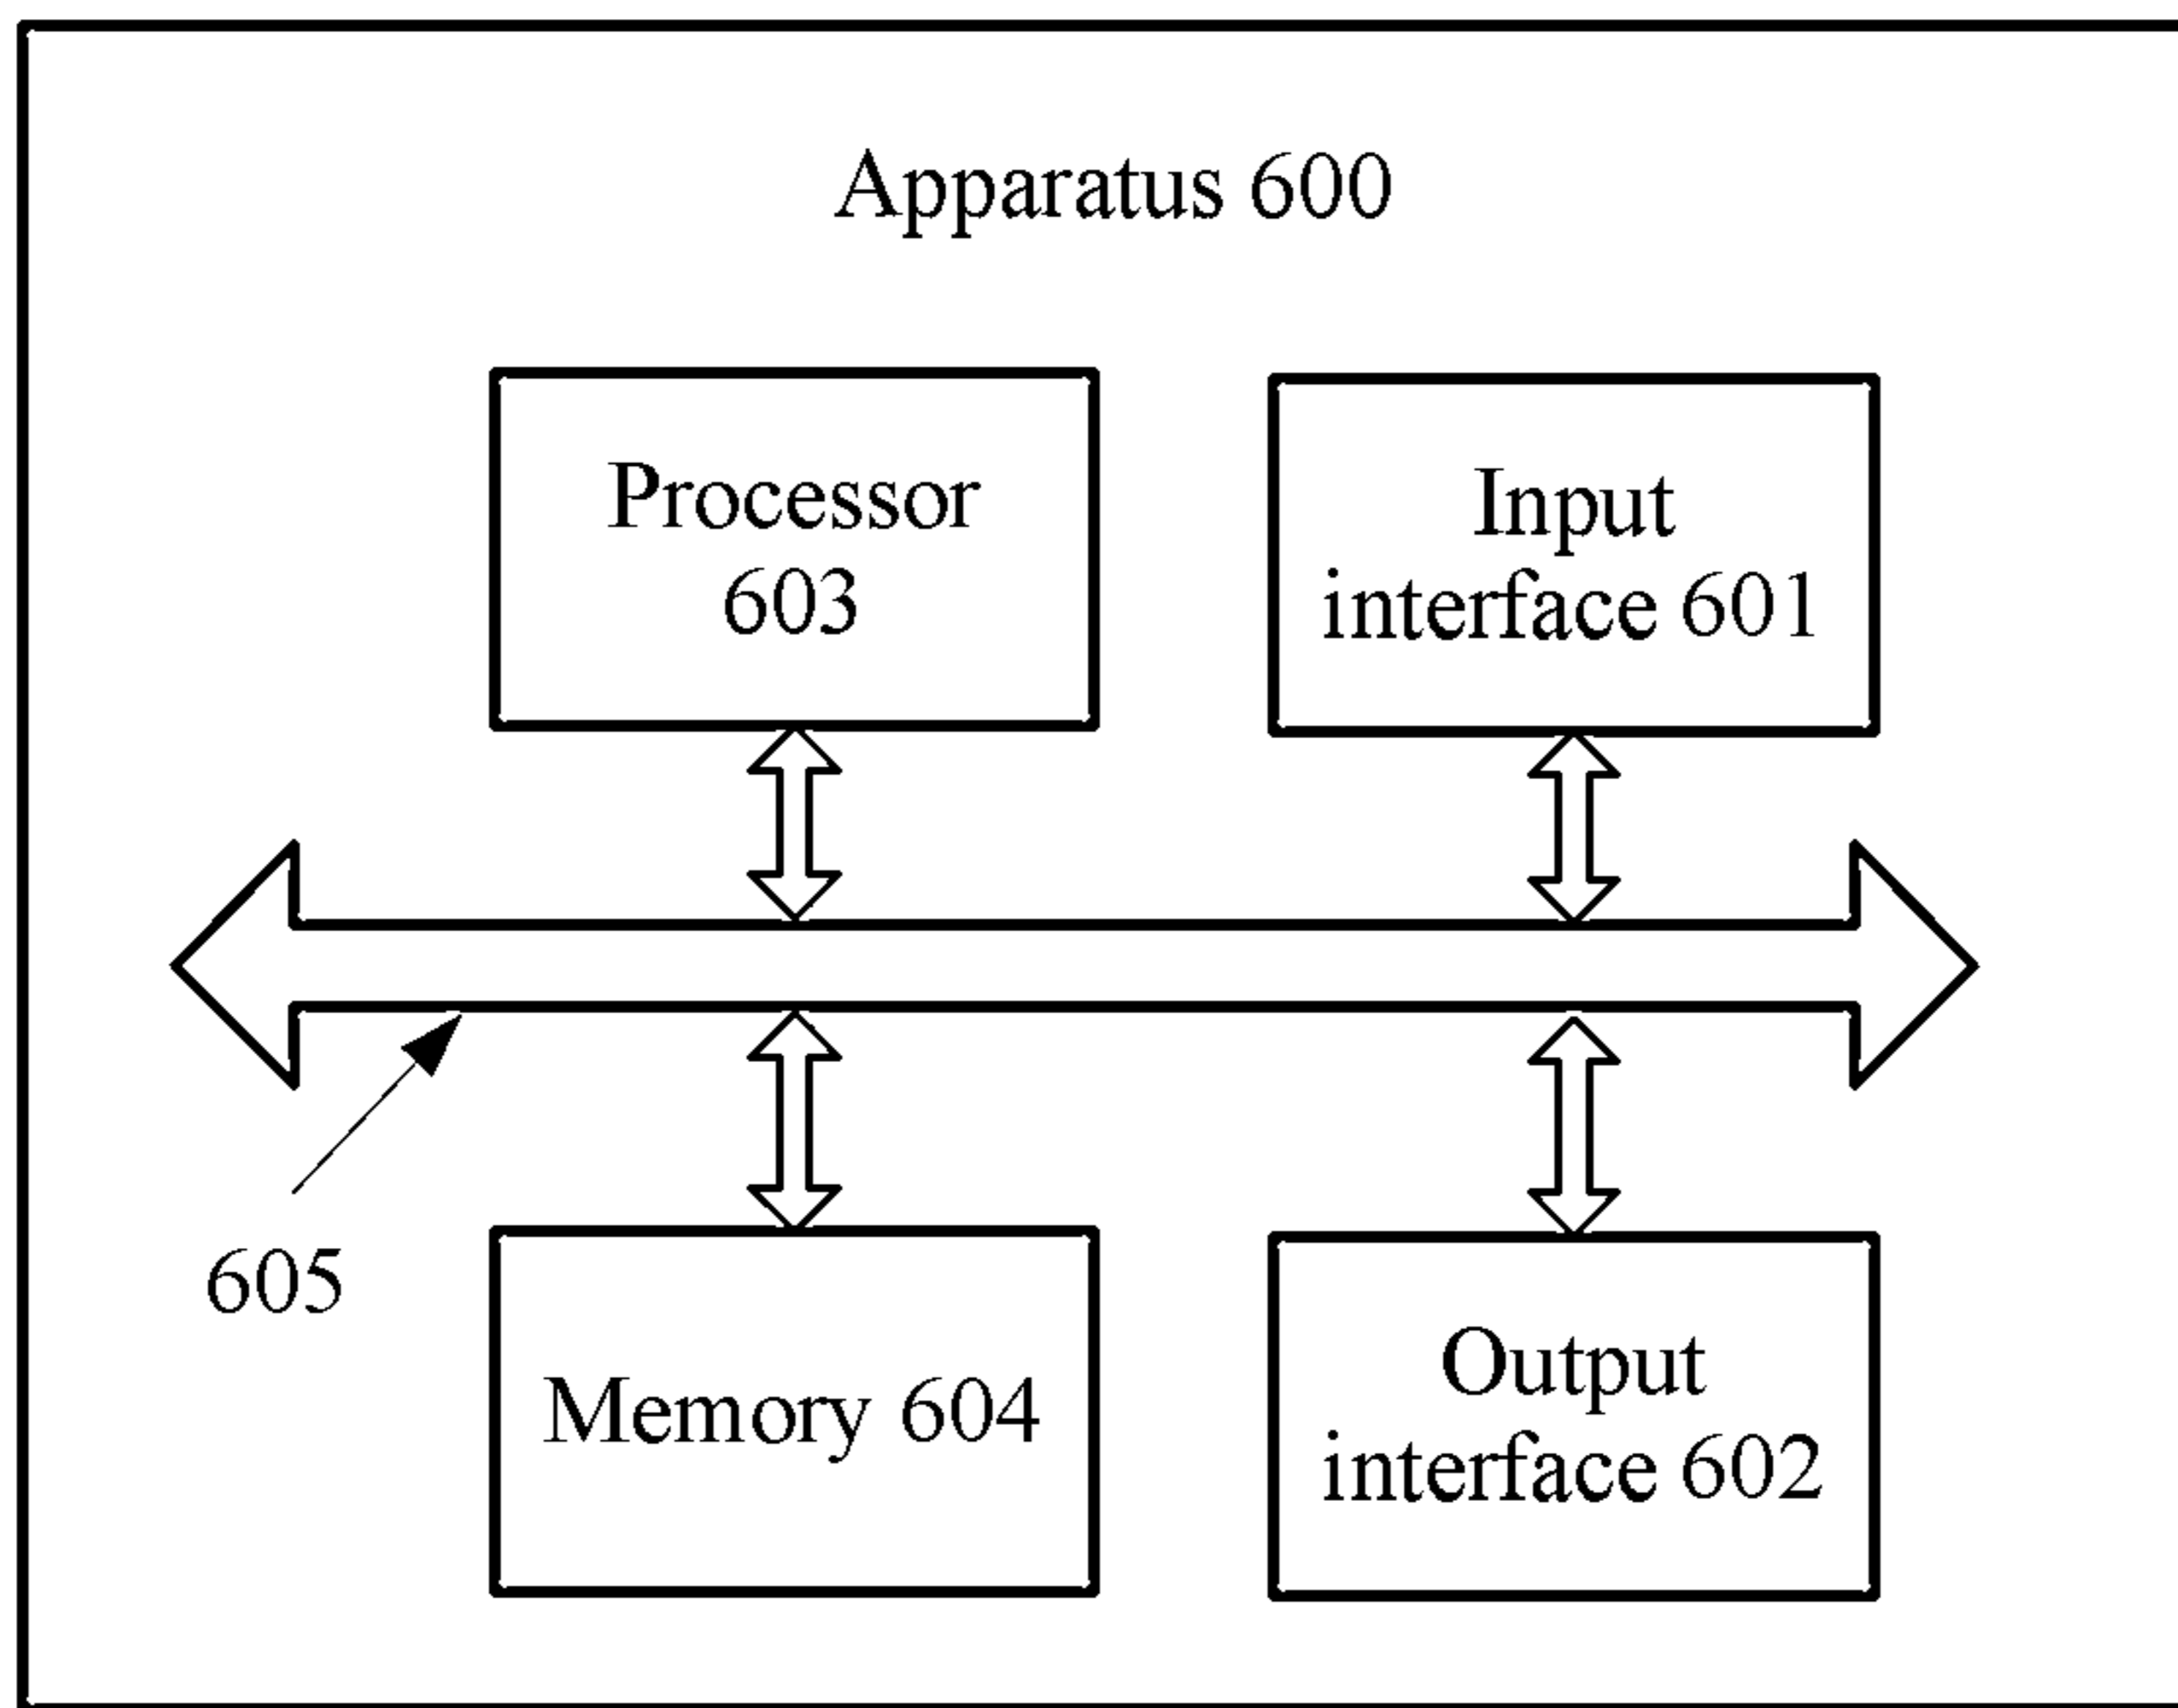 Apparatus 600
Processor
603
Input
interface 601
605
Memory 604
Output
interface 602